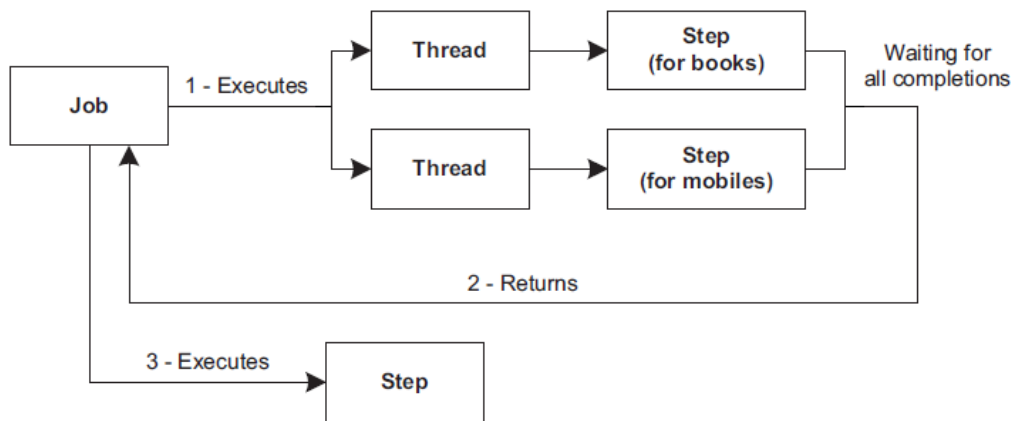 Job
1 - Executes
Thread
Step
(for books)
Waiting for
all completions
Thread
Step
(for mobiles)
2 - Returns
3 - Executes
Step